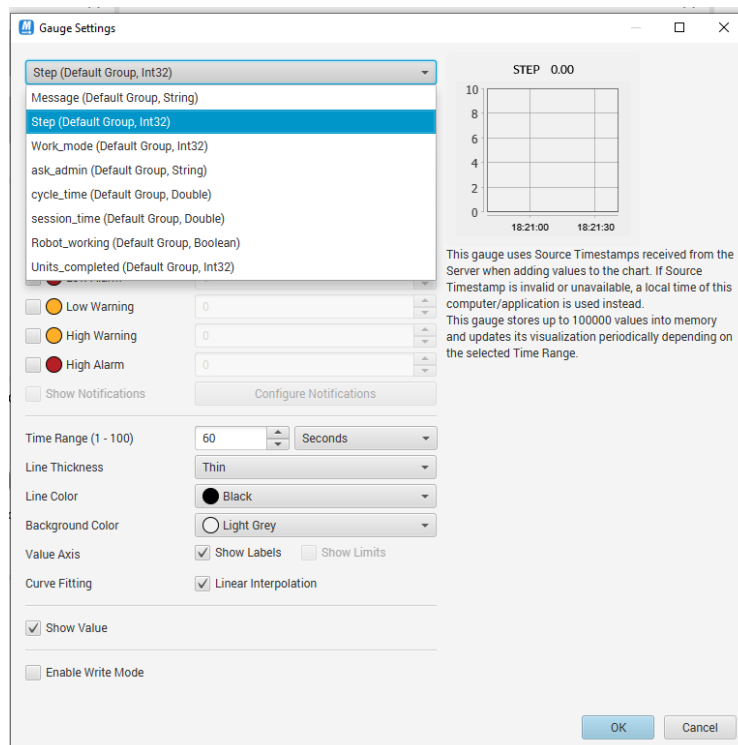 Gauge Settings
Step (Default Group, Int32)
Message (Default Group, String)
Step (Default Group, Int32)
Work_mode (Default Group, Int32)
ask_admin (Default Group, String)
cycle_time (Default Group, Double)
session_time (Default Group, Double)
Robot_working (Default Group, Boolean)
Units_completed (Default Group, Int32)
Low Warning 0
High Warning 0
High Alarm 0
Show Notifications Configure Notifications
Time Range (1 - 100) 60 Seconds
Line Thickness Thin
Line Color Black
Background Color Light Grey
Value Axis Show Labels Show Limits
Curve Fitting Linear Interpolation
Show Value
Enable Write Mode
STEP 0.00
10
8
6
4
2
0
18:21:00 18:21:30
This gauge uses Source Timestamps received from the
Server when adding values to the chart. If Source
Timestamp is invalid or unavailable, a local time of this
computer/application is used instead.
This gauge stores up to 100000 values into memory
and updates its visualization periodically depending on
the selected Time Range.
OK Cancel